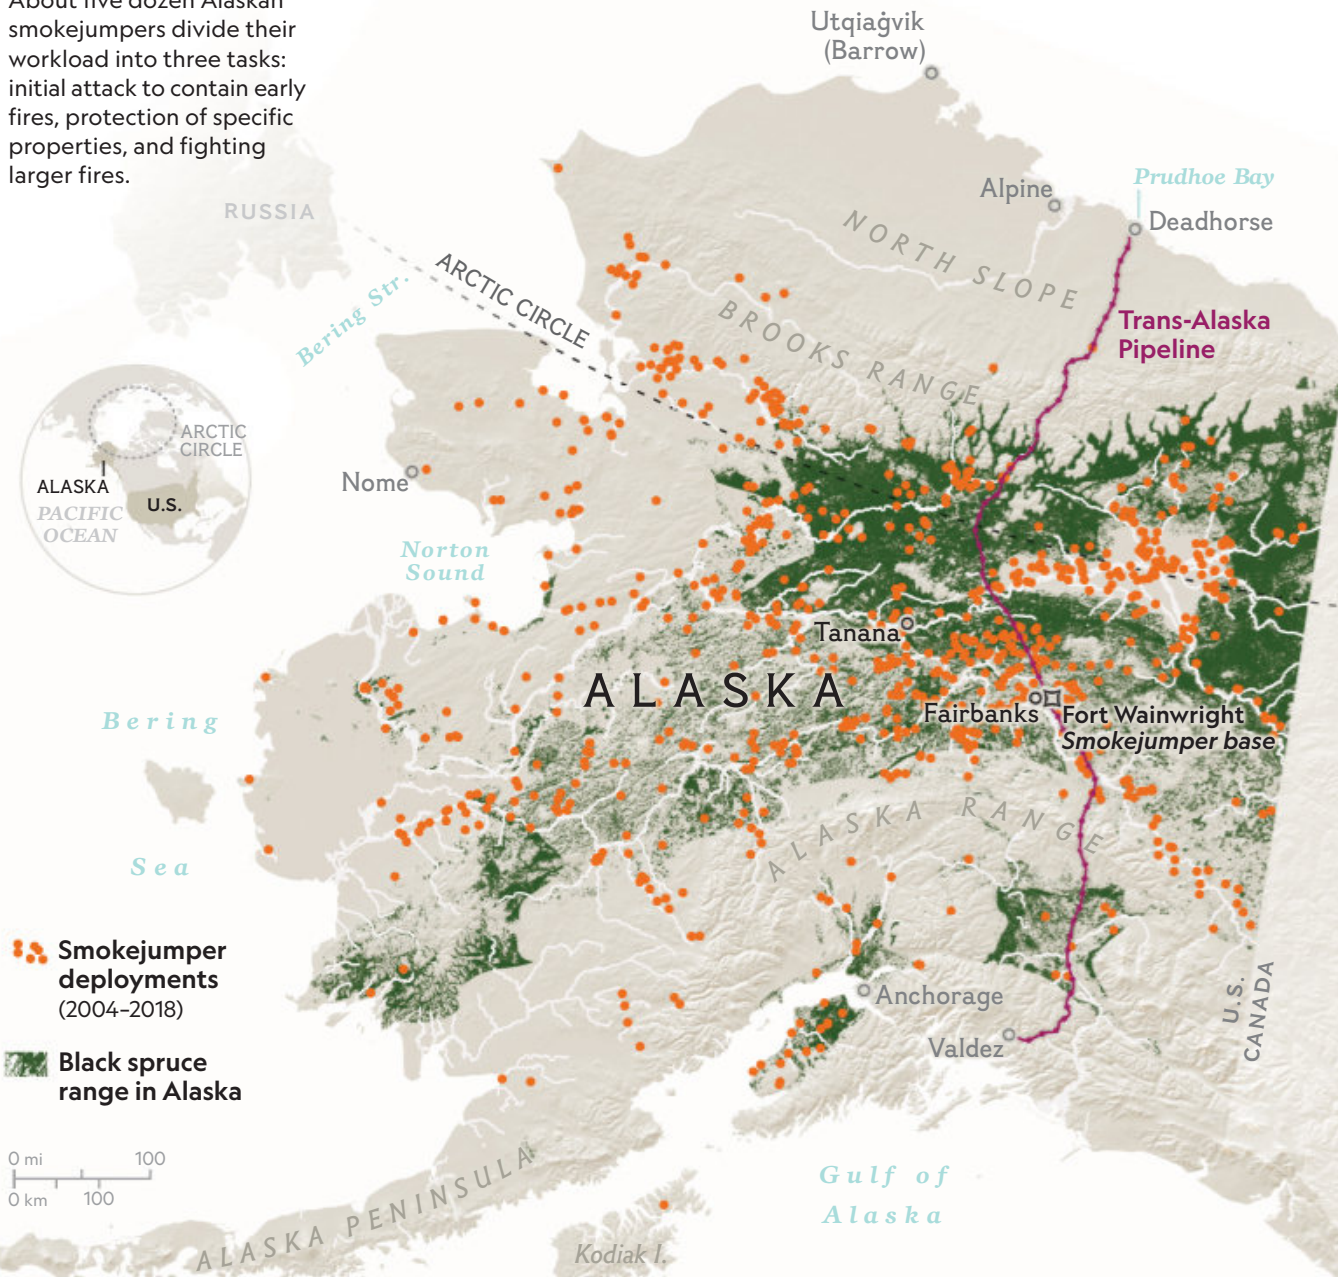 About five dozen Alaskan
smokejumpers divide their
workload into three tasks:
initial attack to contain early
fires, protection of specific
properties, and fighting
larger fires.
Utqiaġvik
(Barrow)
Alpine
Prudhoe Bay
Deadhorse
RUSSIA
NORTH SLOPE
ARCTIC CIRCLE
Bering Str.
BROOKS RANGE
Trans-Alaska
Pipeline
ARCTIC
CIRCLE
ALASKA
U.S.
PACIFIC
OCEAN
Nome
Norton
Sound
Tanana
ALASKA
Fairbanks
Fort Wainwright
Smokejumper base
Bering
Sea
ALASKA RANGE
Smokejumper
deployments
(2004–2018)
Black spruce
range in Alaska
Anchorage
Valdez
U.S.
CANADA
0 mi 100
0 km 100
ALASKA PENINSULA
Kodiak I.
Gulf of
Alaska